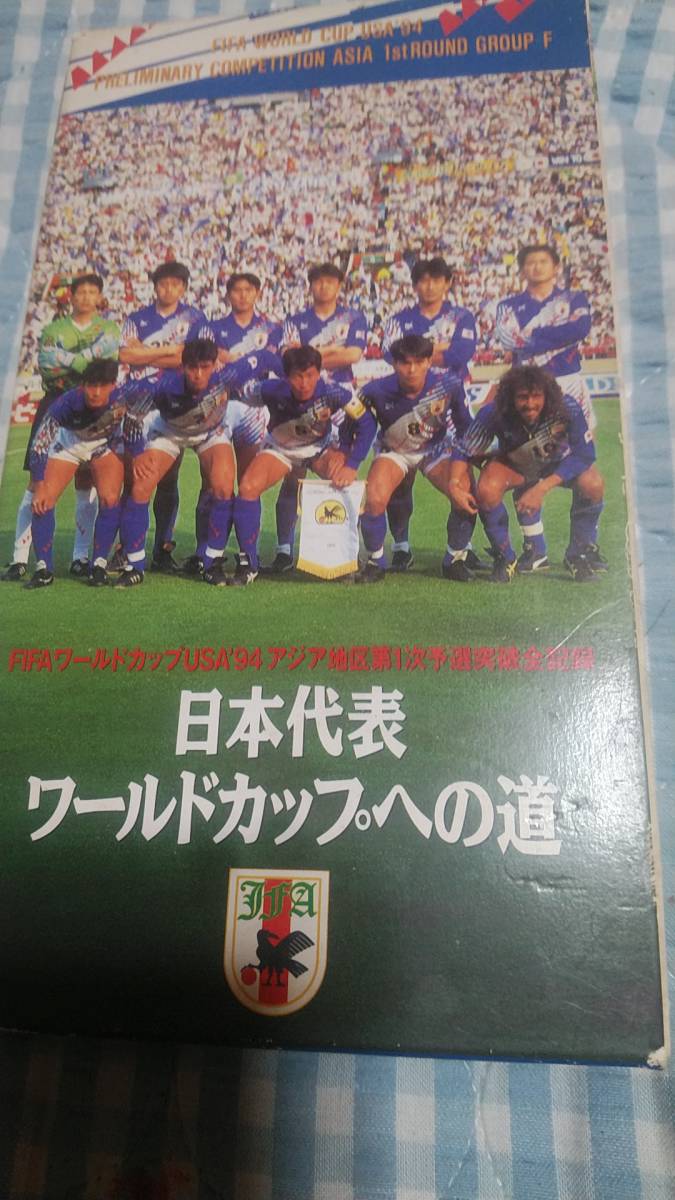 FIFA WORLD CUP USA'94
PRELIMINARY COMPETITION ASIA 1st ROUND GROUP F
8
10
FIFAワールドカップUSA'94 アジア地区第1次予選突破全記録
日本代表
ワールドカップへの道
JFA